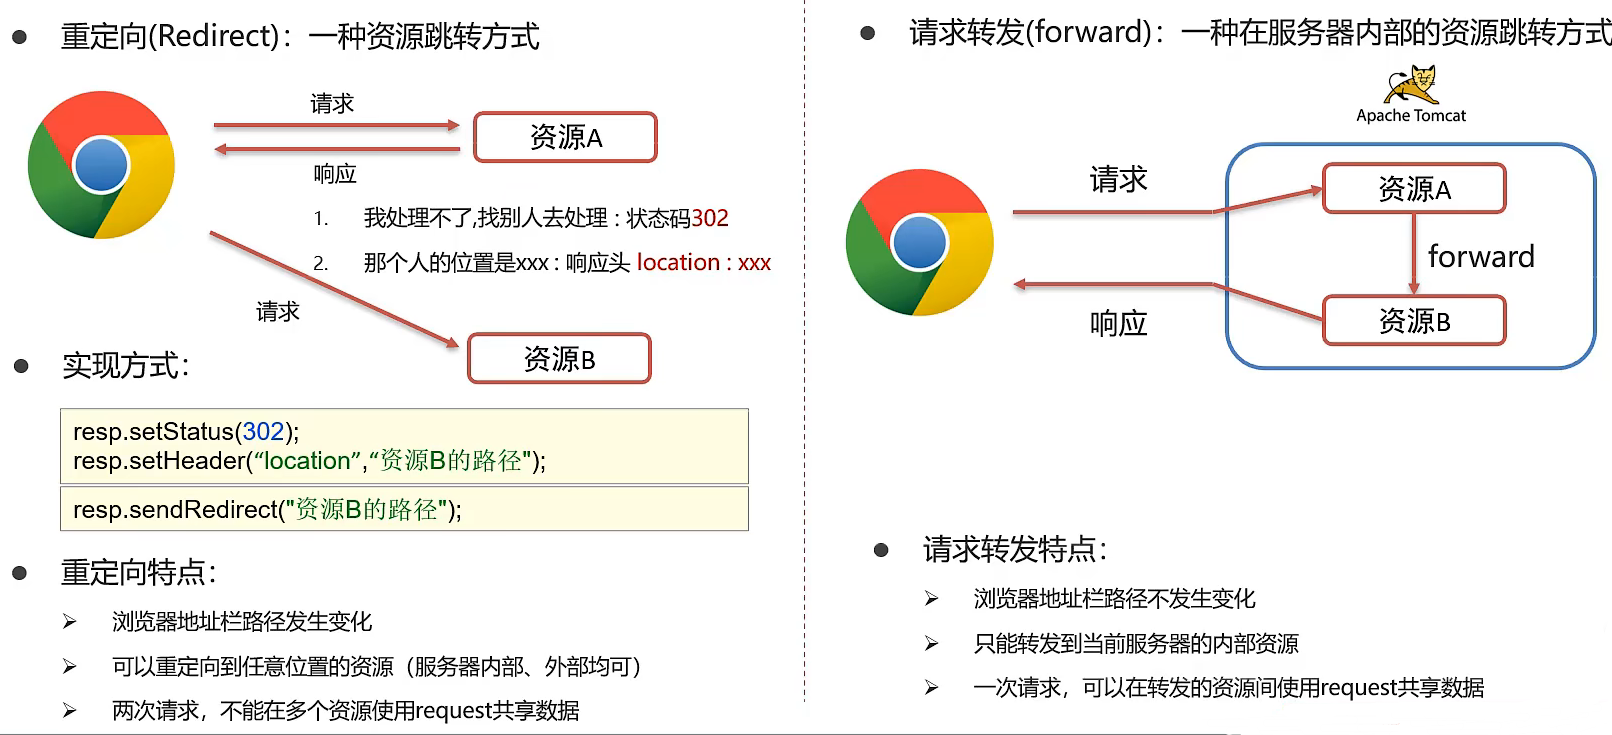 重定向(Redirect)：一种资源跳转方式
请求
资源A
响应
1. 我处理不了,找别人去处理 : 状态码302
2. 那个人的位置是xxx : 响应头 location : xxx
请求
资源B
实现方式：
resp.setStatus(302);
resp.setHeader(“location”,“资源B的路径");
resp.sendRedirect("资源B的路径");
重定向特点：
浏览器地址栏路径发生变化
可以重定向到任意位置的资源（服务器内部、外部均可）
两次请求，不能在多个资源使用request共享数据
请求转发(forward)：一种在服务器内部的资源跳转方式
Apache Tomcat
请求
资源A
forward
响应
资源B
请求转发特点：
浏览器地址栏路径不发生变化
只能转发到当前服务器的内部资源
一次请求，可以在转发的资源间使用request共享数据